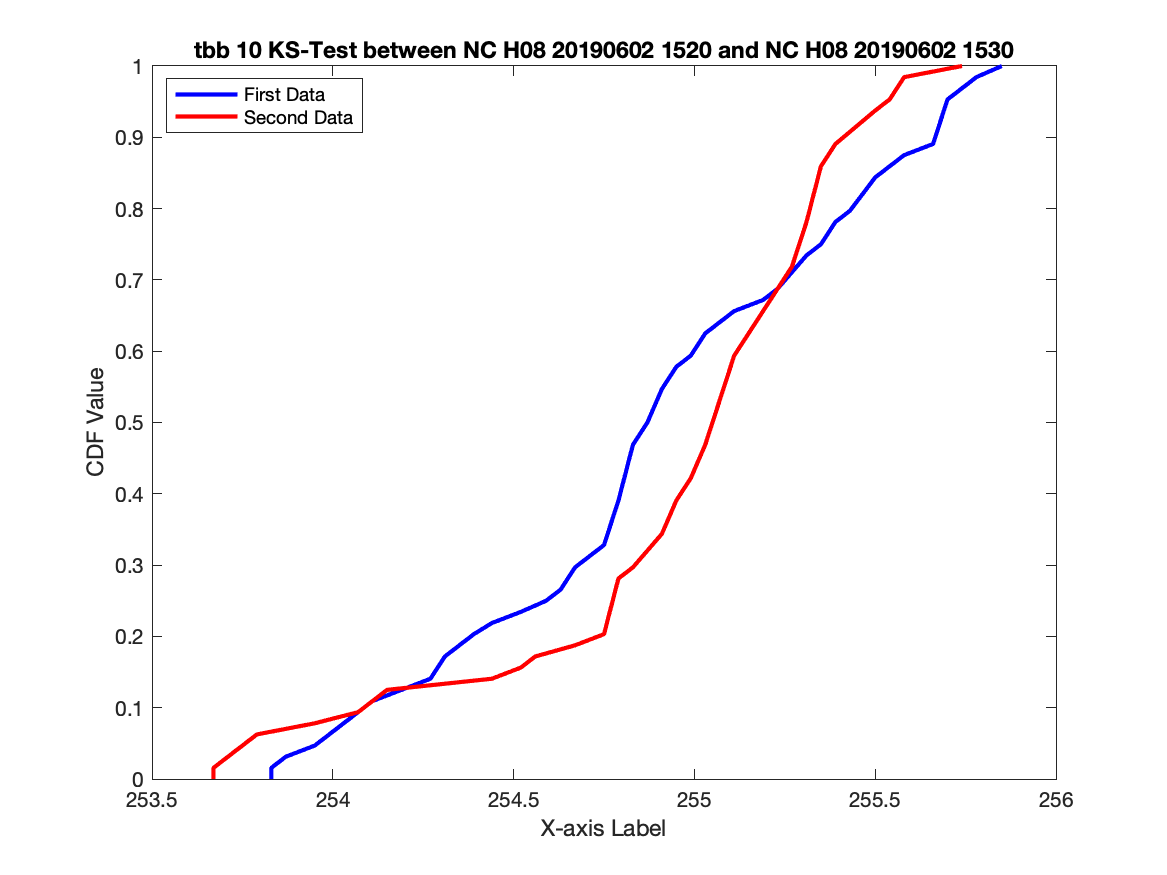 tbb 10 KS-Test between NC H08 20190602 1520 and NC H08 20190602 1530
First Data
Second Data
CDF Value
1
0.9
0.8
0.7
0.6
0.5
0.4
0.3
0.2
0.1
0
253.5 254 254.5 255 255.5 256
X-axis Label